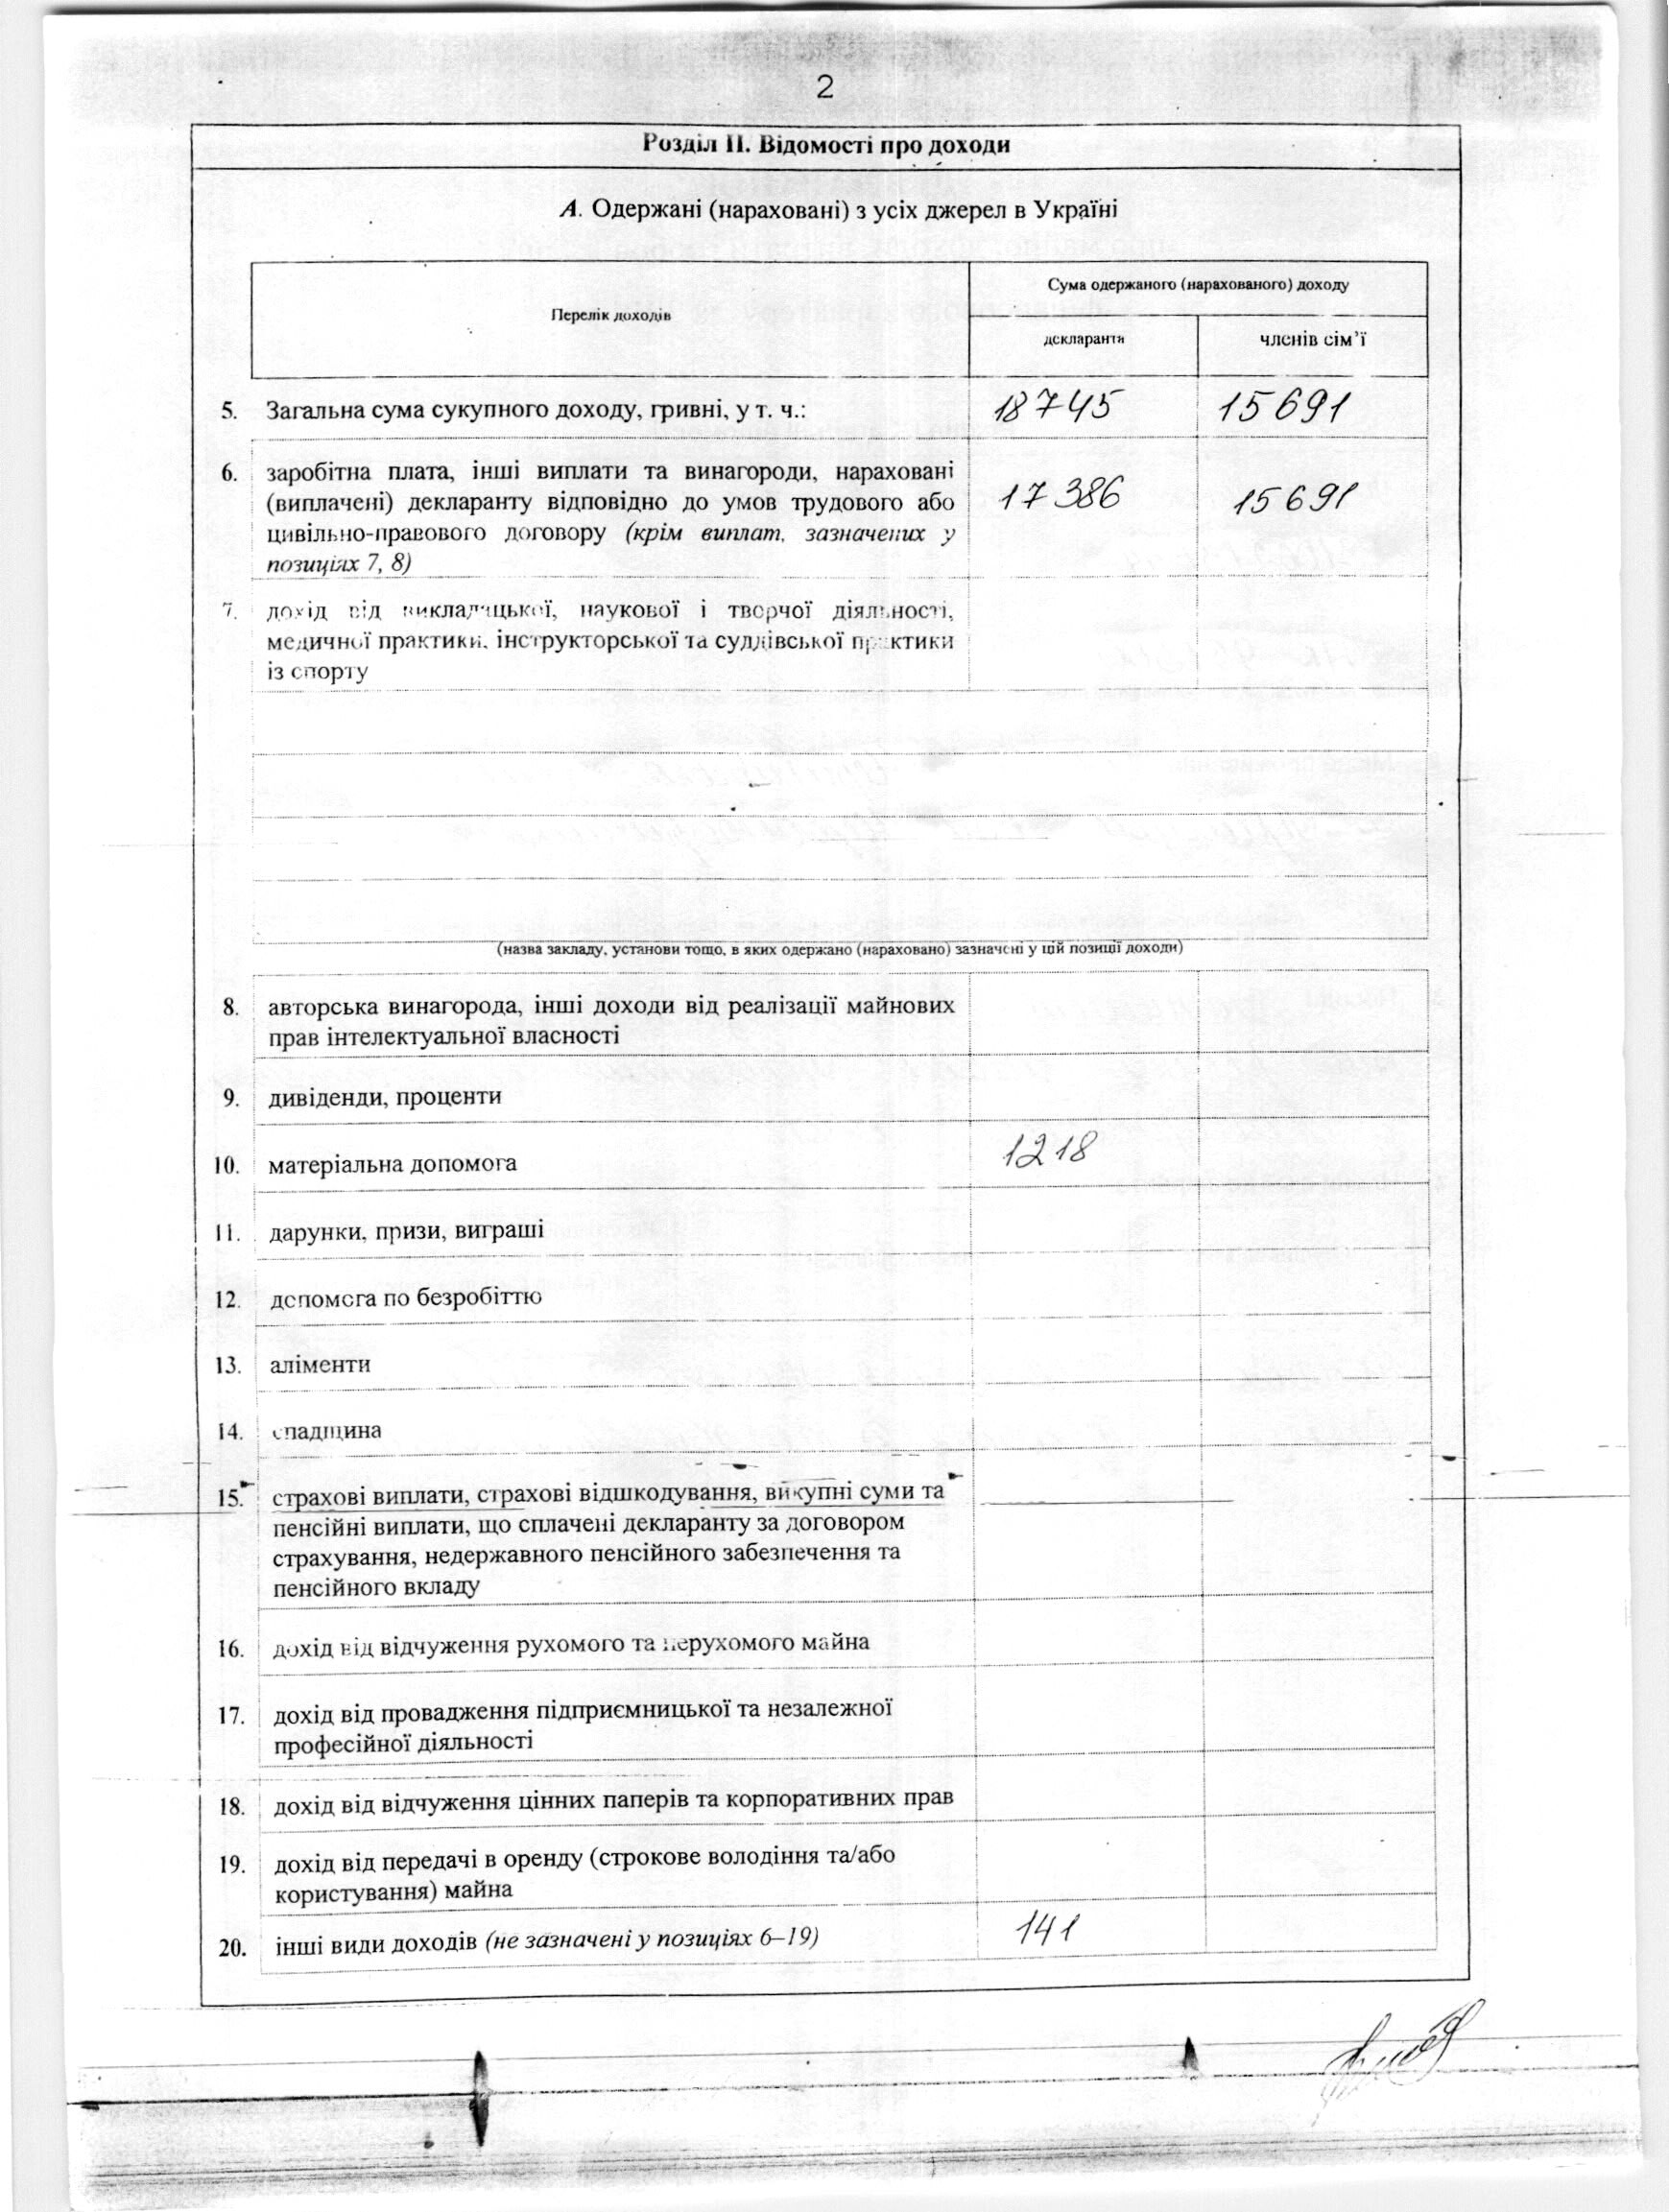 2
Розділ II. Відомості про доходи
А. Одержані (нараховані) з усіх джерел в Україні
Перелік доходів
Сума одержаного (нарахованого) доходу
декларанта
членів сім’ї
5. Загальна сума сукупного доходу, гривні, у т. ч.: 18745 15691
6. заробітна плата, інші виплати та винагороди, нараховані
(виплачені) декларанту відповідно до умов трудового або 17386 15691
цивільно-правового договору (крім виплат, зазначених у
позиціях 7, 8)
7. дохід від викладацької, наукової і творчої діяльності,
медичної практики, інструкторської та суддівської практики
із спорту
(назва закладу, установи тощо, в яких одержано (нараховано) зазначені у цій позиції доходи)
8. авторська винагорода, інші доходи від реалізації майнових
прав інтелектуальної власності
9. дивіденди, проценти
10. матеріальна допомога 1218
11. дарунки, призи, виграші
12. допомога по безробіттю
13. аліменти
14. спадщина
15. страхові виплати, страхові відшкодування, викупні суми та
пенсійні виплати, що сплачені декларанту за договором
страхування, недержавного пенсійного забезпечення та
пенсійного вкладу
16. дохід від відчуження рухомого та нерухомого майна
17. дохід від провадження підприємницької та незалежної
професійної діяльності
18. дохід від відчуження цінних паперів та корпоративних прав
19. дохід від передачі в оренду (строкове володіння та/або
користування) майна
20. інші види доходів (не зазначені у позиціях 6–19) 141